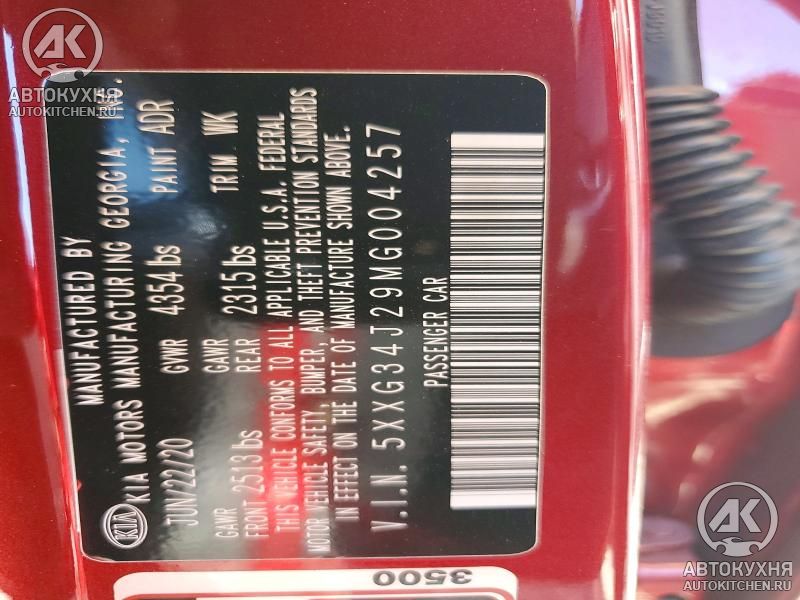 MANUFACTURED BY
KIA KIA MOTORS MANUFACTURING GEORGIA, INC.
JUN/22/20 GVWR 4354 lbs PAINT ADR
GAWR FRONT 2513 lbs GAWR REAR 2315 lbs TRIM WK
THIS VEHICLE CONFORMS TO ALL APPLICABLE U.S.A. FEDERAL
MOTOR VEHICLE SAFETY, BUMPER, AND THEFT PREVENTION STANDARDS
IN EFFECT ON THE DATE OF MANUFACTURE SHOWN ABOVE.
V.I.N. 5XXG34J29MG004257
PASSENGER CAR
3500
AK
АВТОКУХНЯ
AUTOKITCHEN.RU
AK
АВТОКУХНЯ
AUTOKITCHEN.RU